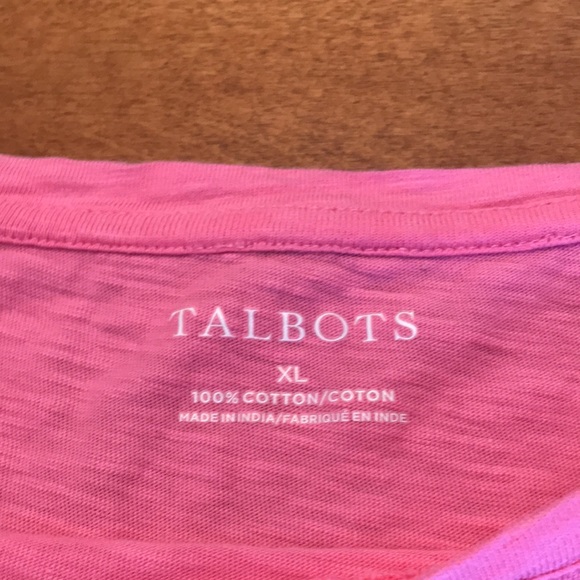 TALBOTS
XL
100% COTTON/COTON
MADE IN INDIA/FABRIQUÉ EN INDE